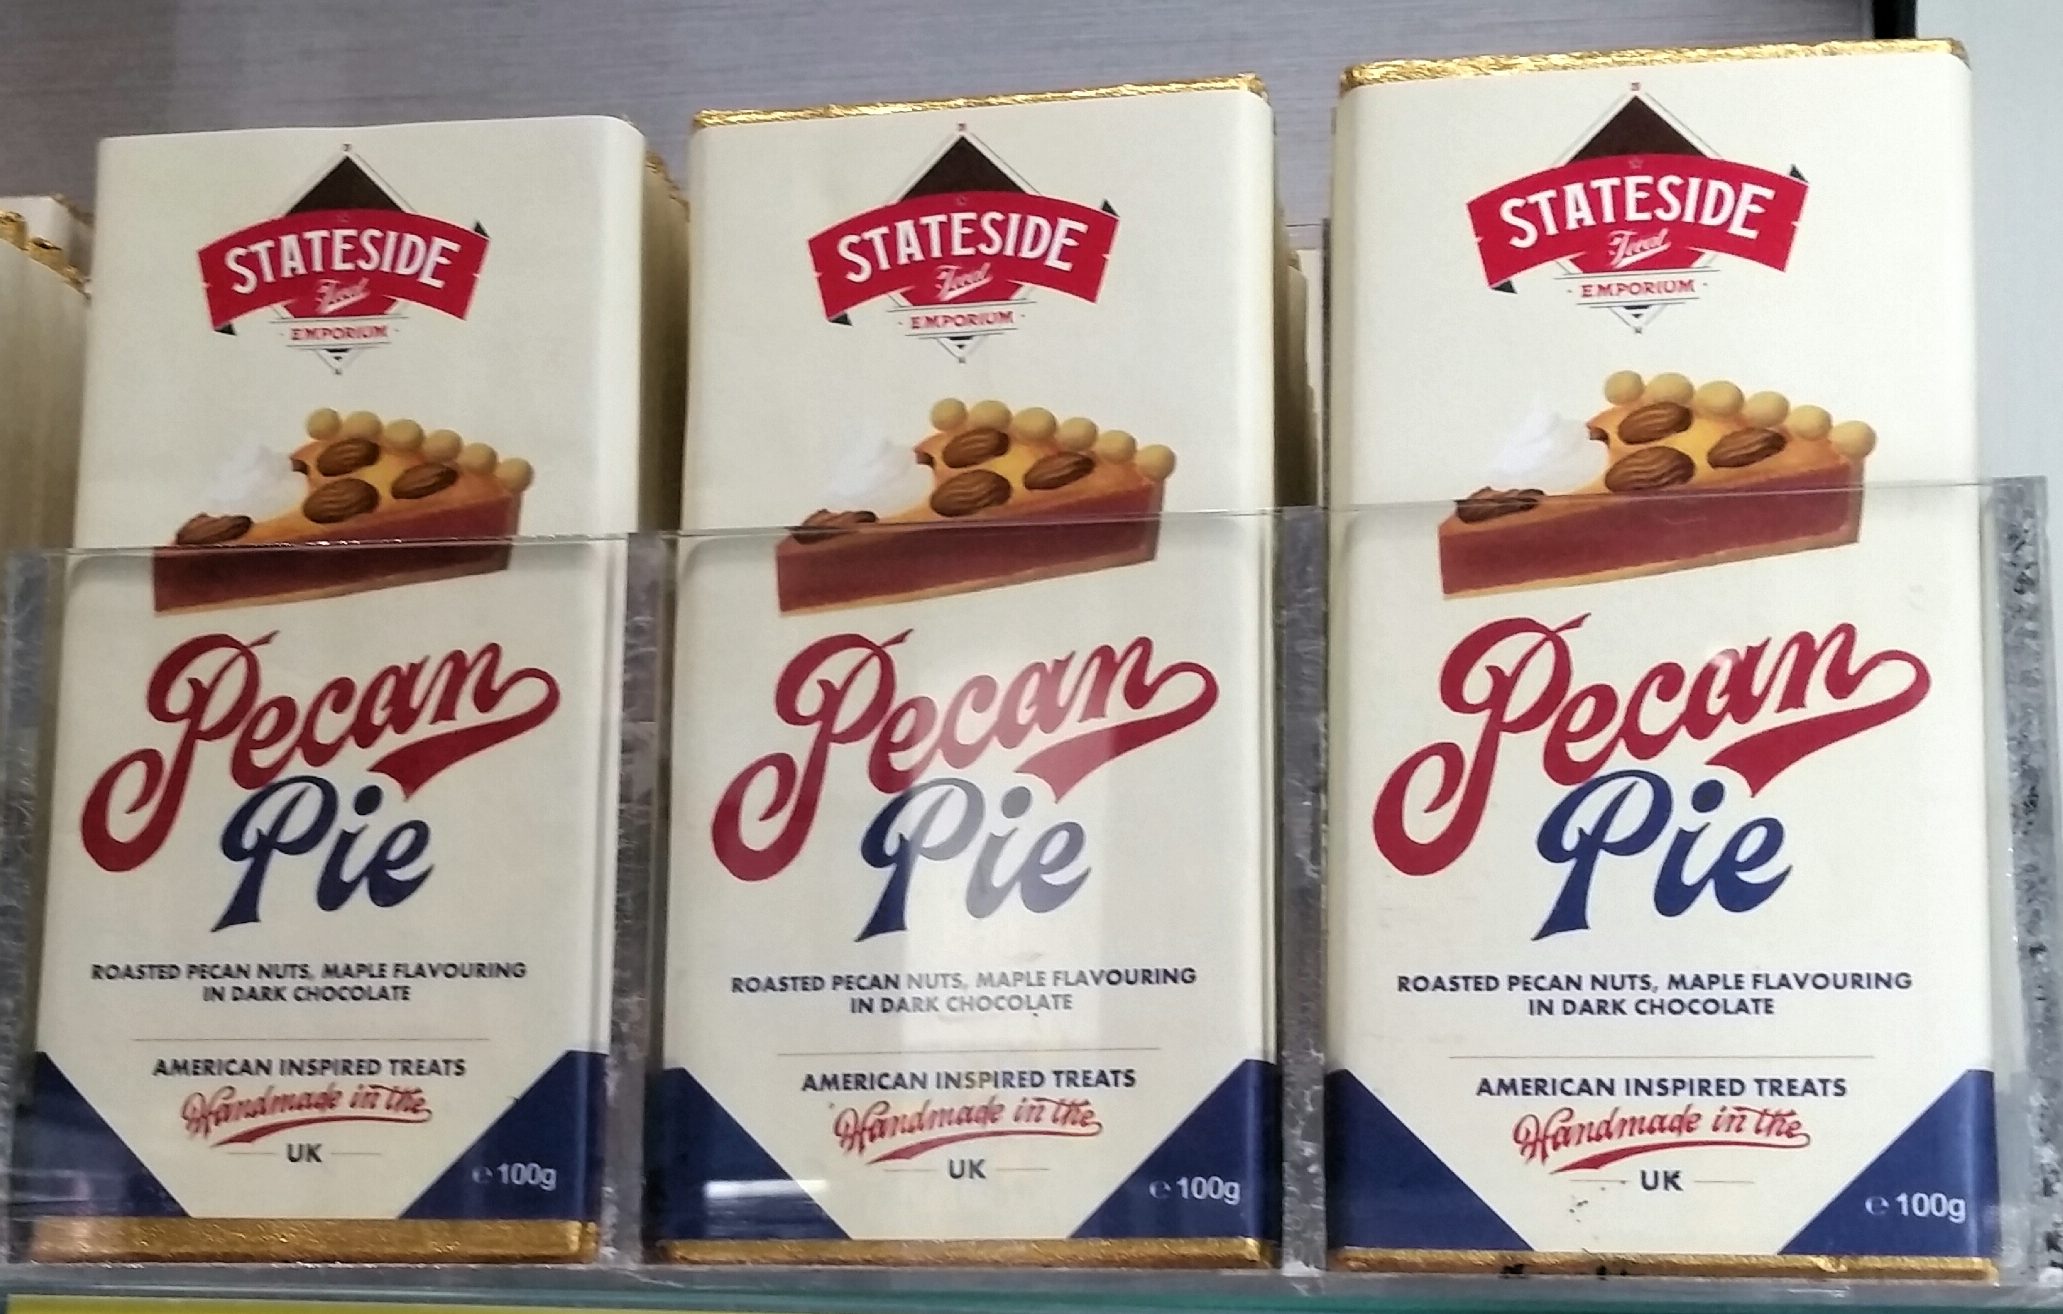 STATESIDE
Food
EMPORIUM
Pecan
Pie
ROASTED PECAN NUTS, MAPLE FLAVOURING
IN DARK CHOCOLATE
AMERICAN INSPIRED TREATS
Handmade in the
UK
℮ 100g
STATESIDE
Food
EMPORIUM
Pecan
Pie
ROASTED PECAN NUTS, MAPLE FLAVOURING
IN DARK CHOCOLATE
AMERICAN INSPIRED TREATS
Handmade in the
UK
℮ 100g
STATESIDE
Food
EMPORIUM
Pecan
Pie
ROASTED PECAN NUTS, MAPLE FLAVOURING
IN DARK CHOCOLATE
AMERICAN INSPIRED TREATS
Handmade in the
UK
℮ 100g